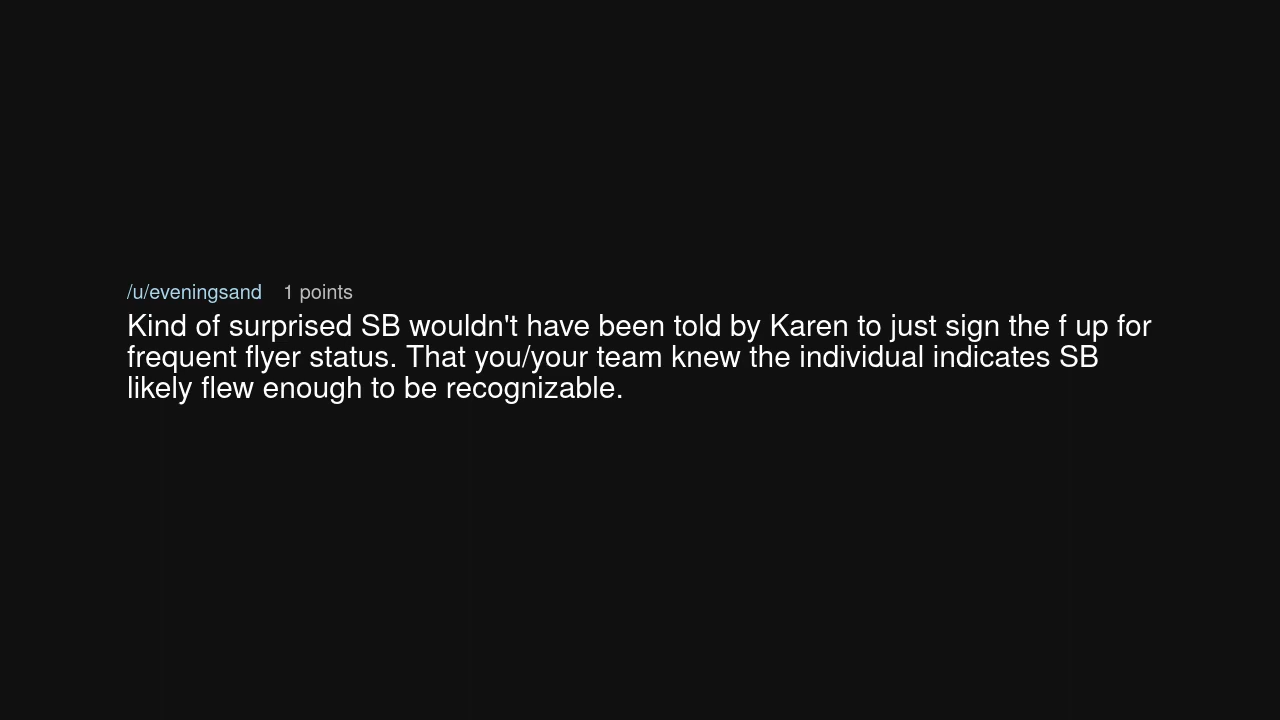 /u/eveningsand 1 points
Kind of surprised SB wouldn't have been told by Karen to just sign the f up for
frequent flyer status. That you/your team knew the individual indicates SB
likely flew enough to be recognizable.